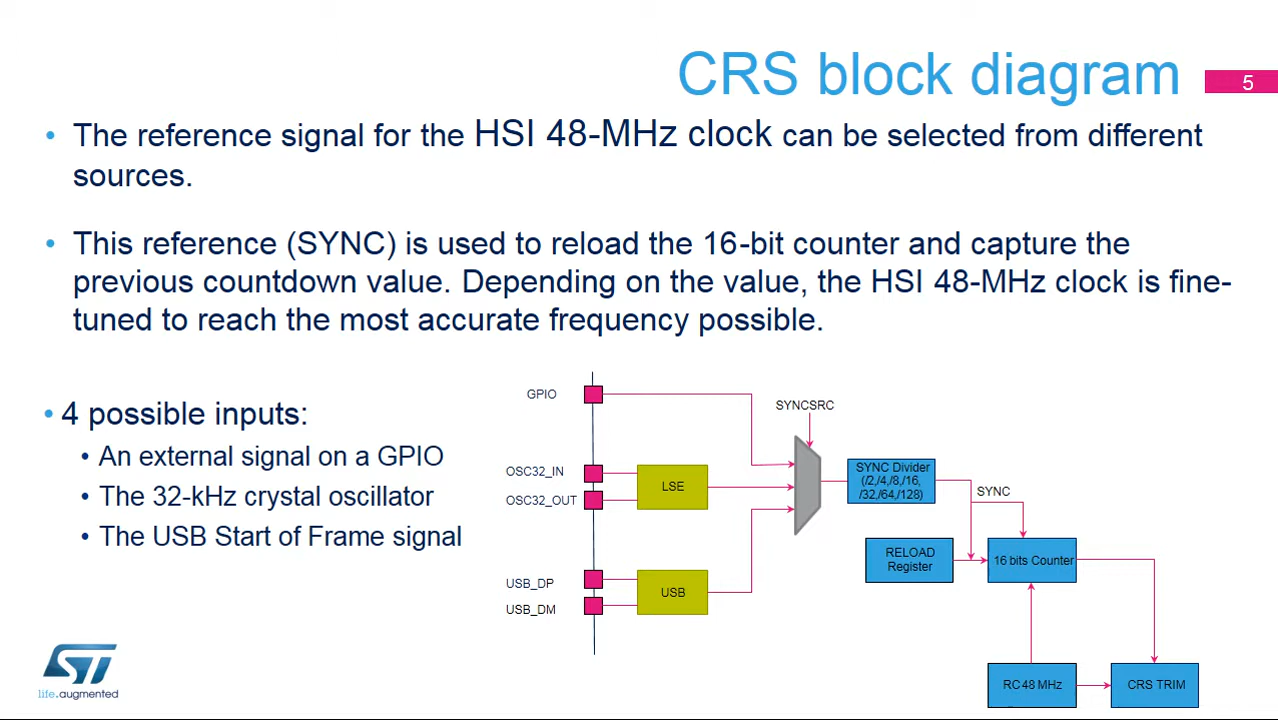 CRS block diagram
5
• The reference signal for the HSI 48-MHz clock can be selected from different
sources.
• This reference (SYNC) is used to reload the 16-bit counter and capture the
previous countdown value. Depending on the value, the HSI 48-MHz clock is fine-
tuned to reach the most accurate frequency possible.
• 4 possible inputs:
• An external signal on a GPIO
• The 32-kHz crystal oscillator
• The USB Start of Frame signal
GPIO
SYNCSRC
OSC32_IN
OSC32_OUT
LSE
SYNC Divider
(/2,/4,/8,/16,
/32,/64,/128)
SYNC
RELOAD
Register
16 bits Counter
USB_DP
USB_DM
USB
RC 48 MHz
CRS TRIM
ST
life.augmented